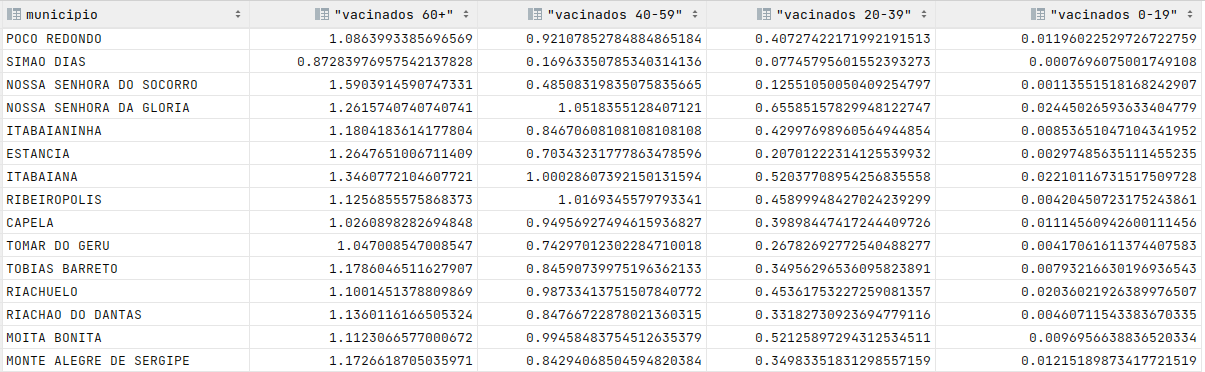 municipio "vacinados 60+" "vacinados 40-59" "vacinados 20-39" "vacinados 0-19"
POCO REDONDO 1.0863993385696569 0.92107852784884865184 0.40727422171992191513 0.01196022529726722759
SIMAO DIAS 0.87283976957542137828 0.16963350785340314136 0.07745795601552393273 0.0007696075001749108
NOSSA SENHORA DO SOCORRO 1.5903914590747331 0.48508319835075835665 0.12551050050409254797 0.00113551518168242907
NOSSA SENHORA DA GLORIA 1.2615740740740741 1.0518355128407121 0.65585157829948122747 0.02445026593633404779
ITABAIANINHA 1.1804183614177804 0.84670608108108108108 0.42997698960564944854 0.00853651047104341952
ESTANCIA 1.2647651006711409 0.70343231777863478596 0.20701222314125539932 0.00297485635111455235
ITABAIANA 1.3460772104607721 1.00028607392150131594 0.52037708954256835558 0.02210116731517509728
RIBEIROPOLIS 1.1256855575868373 1.0169345579793341 0.45899948427024239299 0.00420450723175243861
CAPELA 1.0260898282694848 0.94956927494615936827 0.39898447417244409726 0.01114560942600111456
TOMAR DO GERU 1.047008547008547 0.74297012302284710018 0.26782692772540488277 0.00417061611374407583
TOBIAS BARRETO 1.1786046511627907 0.84590739975196362133 0.34956296536095823891 0.00793216630196936543
RIACHUELO 1.1001451378809869 0.98733413751507840772 0.45361753227259081357 0.02036021926389976507
RIACHAO DO DANTAS 1.1360116166505324 0.84766722878021360315 0.33182730923694779116 0.00460711543383670335
MOITA BONITA 1.1123066577000672 0.99458483754512635379 0.52125897294312534511 0.0096956638836520334
MONTE ALEGRE DE SERGIPE 1.1726618705035971 0.84294068504594820384 0.34983351831298557159 0.01215189873417721519